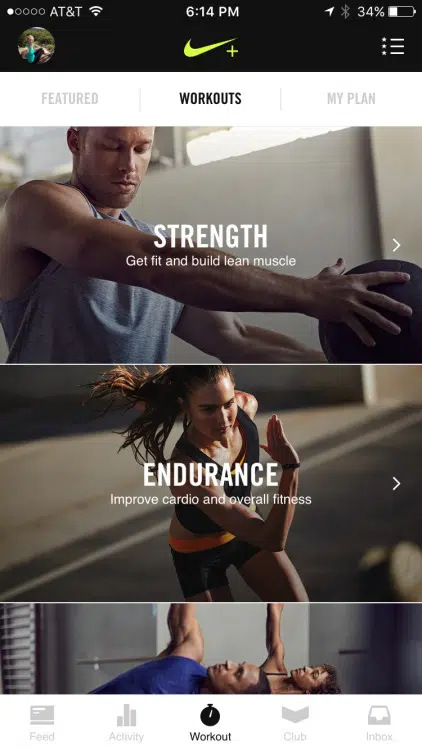 AT&T 6:14 PM 34%
FEATURED WORKOUTS MY PLAN
STRENGTH
Get fit and build lean muscle
ENDURANCE
Improve cardio and overall fitness
Feed Activity Workout Club Inbox